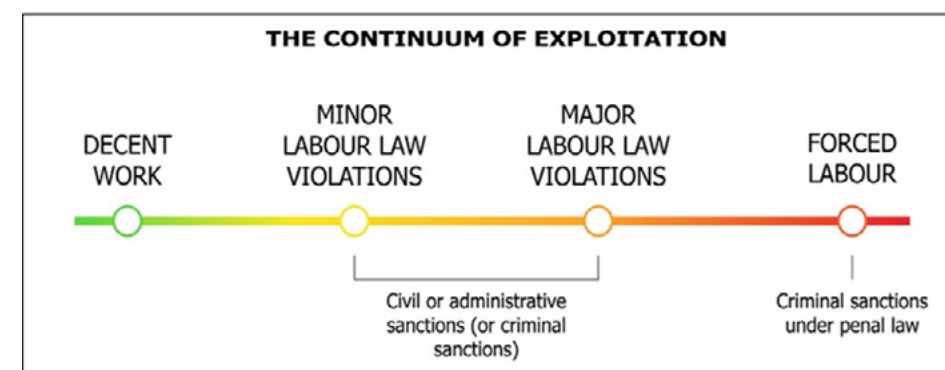 THE CONTINUUM OF EXPLOITATION
DECENT
WORK
MINOR
LABOUR LAW
VIOLATIONS
MAJOR
LABOUR LAW
VIOLATIONS
FORCED
LABOUR
Civil or administrative
sanctions (or criminal
sanctions)
Criminal sanctions
under penal law